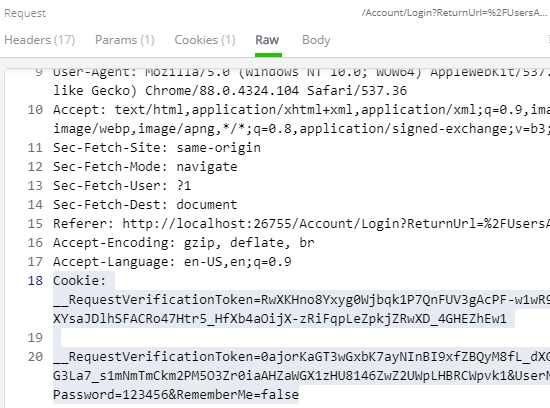 Request /Account/Login?ReturnUrl=%2FUsersA...
Headers (17) Params (1) Cookies (1) Raw Body
9 User-Agent: Mozilla/5.0 (Windows NT 10.0; WOW64) AppleWebKit/537.
like Gecko) Chrome/88.0.4324.104 Safari/537.36
10 Accept: text/html,application/xhtml+xml,application/xml;q=0.9,ima
image/webp,image/apng,*/*;q=0.8,application/signed-exchange;v=b3;
11 Sec-Fetch-Site: same-origin
12 Sec-Fetch-Mode: navigate
13 Sec-Fetch-User: ?1
14 Sec-Fetch-Dest: document
15 Referer: http://localhost:26755/Account/Login?ReturnUrl=%2FUsersA
16 Accept-Encoding: gzip, deflate, br
17 Accept-Language: en-US,en;q=0.9
18 Cookie:
__RequestVerificationToken=RwXKHno8Yxyg0Wjbqk1P7QnFUV3gAcPF-w1wR9
XYsaJDlhSFACRo47Htr5_HfXb4aOijX-zRiFqpLeZpkjZRwXD_4GHEZhEw1
19
20
__RequestVerificationToken=0ajorKaGT3wGxbK7ayNInBI9xfZBQyM8fL_dXG
G3La7_s1mNmTmCkm2PM5O3Zr0iaAHZaWGX1zHU8146ZwZ2UWpLHBRCWpvk1&UserN
Password=123456&RememberMe=false